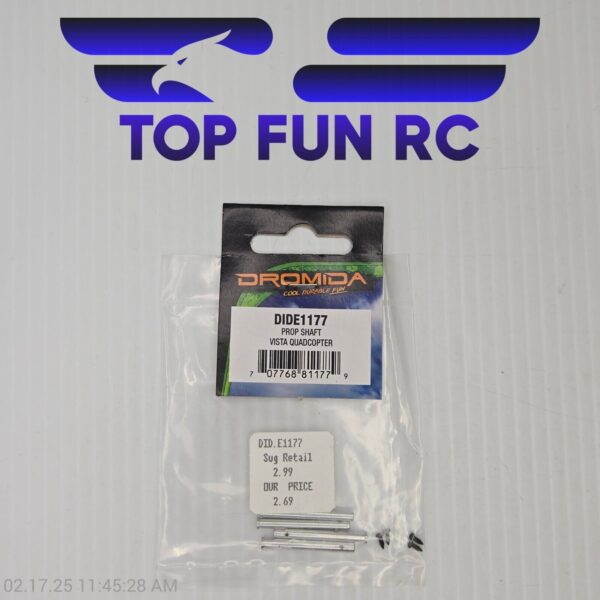 TOP FUN RC
DROMIDA
COOL DURABLE FUN
DIDE1177
PROP SHAFT
VISTA QUADCOPTER
7 07768 81177 9
DID.E1177
Sug Retail
2.99
OUR PRICE
2.69
02.17.25 11:45:28 AM